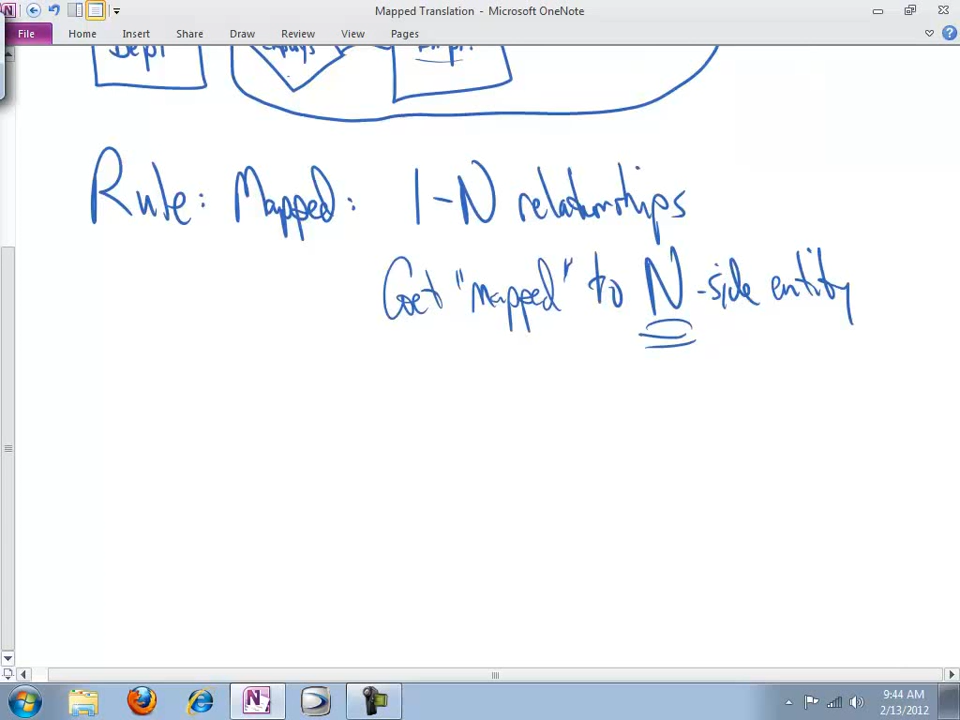 Mapped Translation - Microsoft OneNote
File Home Insert Share Draw Review View Pages
Dept
Rule: Mapped: 1-N relationships
Get "mapped" to N-side entity
9:44 AM
2/13/2012